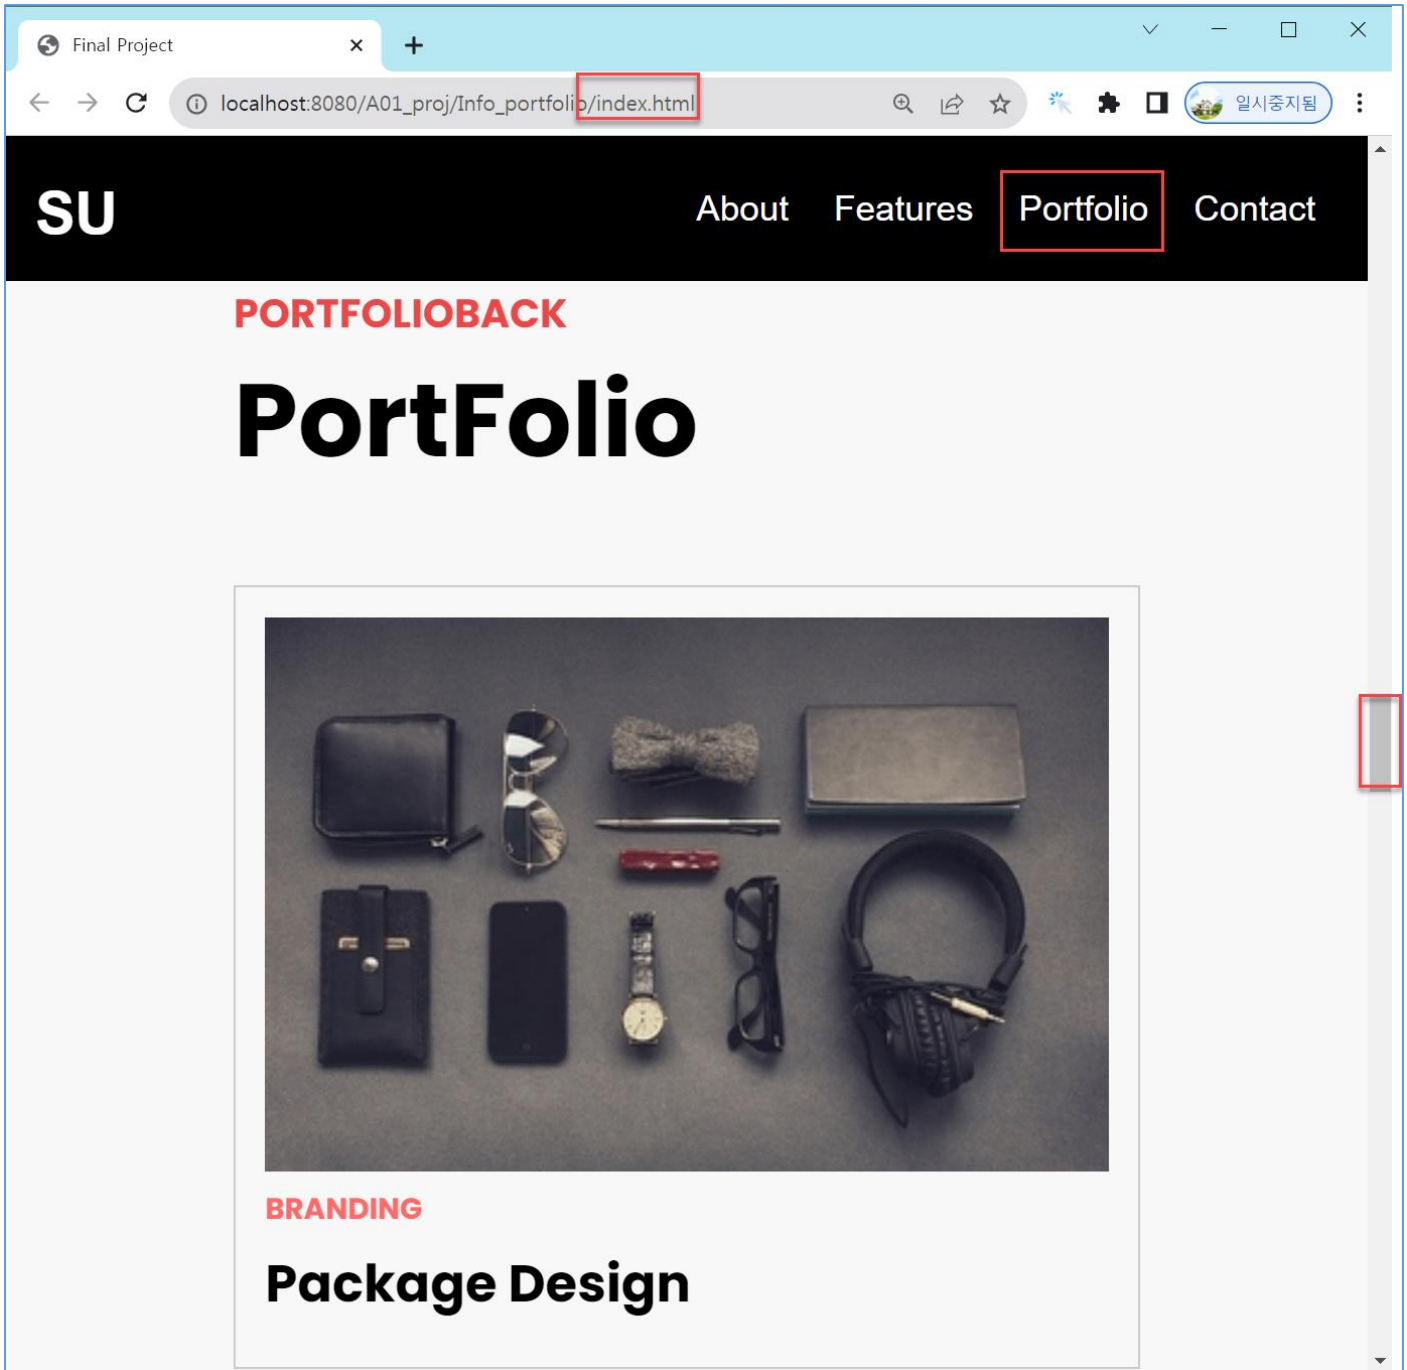 Final Project
localhost:8080/A01_proj/Info_portfolio/index.html
일시중지됨
SU
About Features Portfolio Contact
PORTFOLIOBACK
PortFolio
BRANDING
Package Design